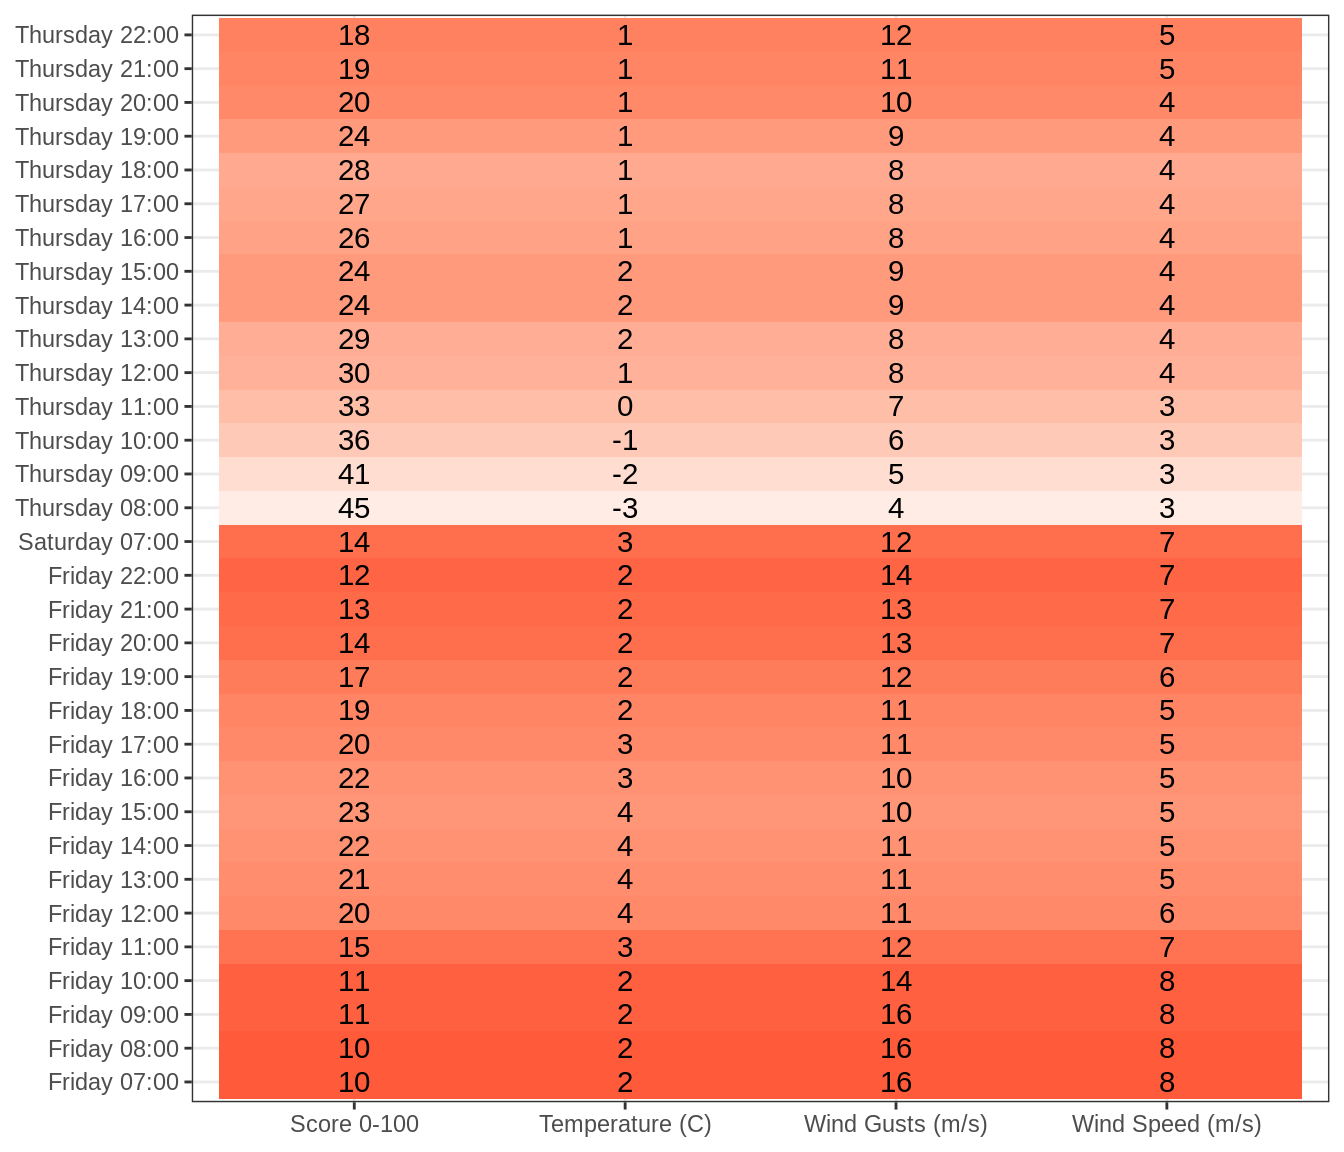 Thursday 22:00 18 1 12 5
Thursday 21:00 19 1 11 5
Thursday 20:00 20 1 10 4
Thursday 19:00 24 1 9 4
Thursday 18:00 28 1 8 4
Thursday 17:00 27 1 8 4
Thursday 16:00 26 1 8 4
Thursday 15:00 24 2 9 4
Thursday 14:00 24 2 9 4
Thursday 13:00 29 2 8 4
Thursday 12:00 30 1 8 4
Thursday 11:00 33 0 7 3
Thursday 10:00 36 -1 6 3
Thursday 09:00 41 -2 5 3
Thursday 08:00 45 -3 4 3
Saturday 07:00 14 3 12 7
Friday 22:00 12 2 14 7
Friday 21:00 13 2 13 7
Friday 20:00 14 2 13 7
Friday 19:00 17 2 12 6
Friday 18:00 19 2 11 5
Friday 17:00 20 3 11 5
Friday 16:00 22 3 10 5
Friday 15:00 23 4 10 5
Friday 14:00 22 4 11 5
Friday 13:00 21 4 11 5
Friday 12:00 20 4 11 6
Friday 11:00 15 3 12 7
Friday 10:00 11 2 14 8
Friday 09:00 11 2 16 8
Friday 08:00 10 2 16 8
Friday 07:00 10 2 16 8
Score 0-100 Temperature (C) Wind Gusts (m/s) Wind Speed (m/s)